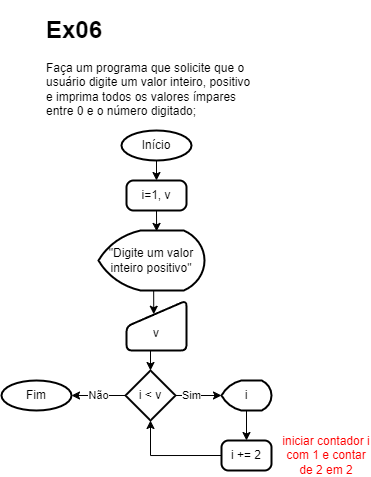 Ex06
Faça um programa que solicite que o
usuário digite um valor inteiro, positivo
e imprima todos os valores ímpares
entre 0 e o número digitado;
Início
i=1, v
"Digite um valor
inteiro positivo"
v
Fim
Não
i < v
Sim
i
i += 2
iniciar contador i
com 1 e contar
de 2 em 2